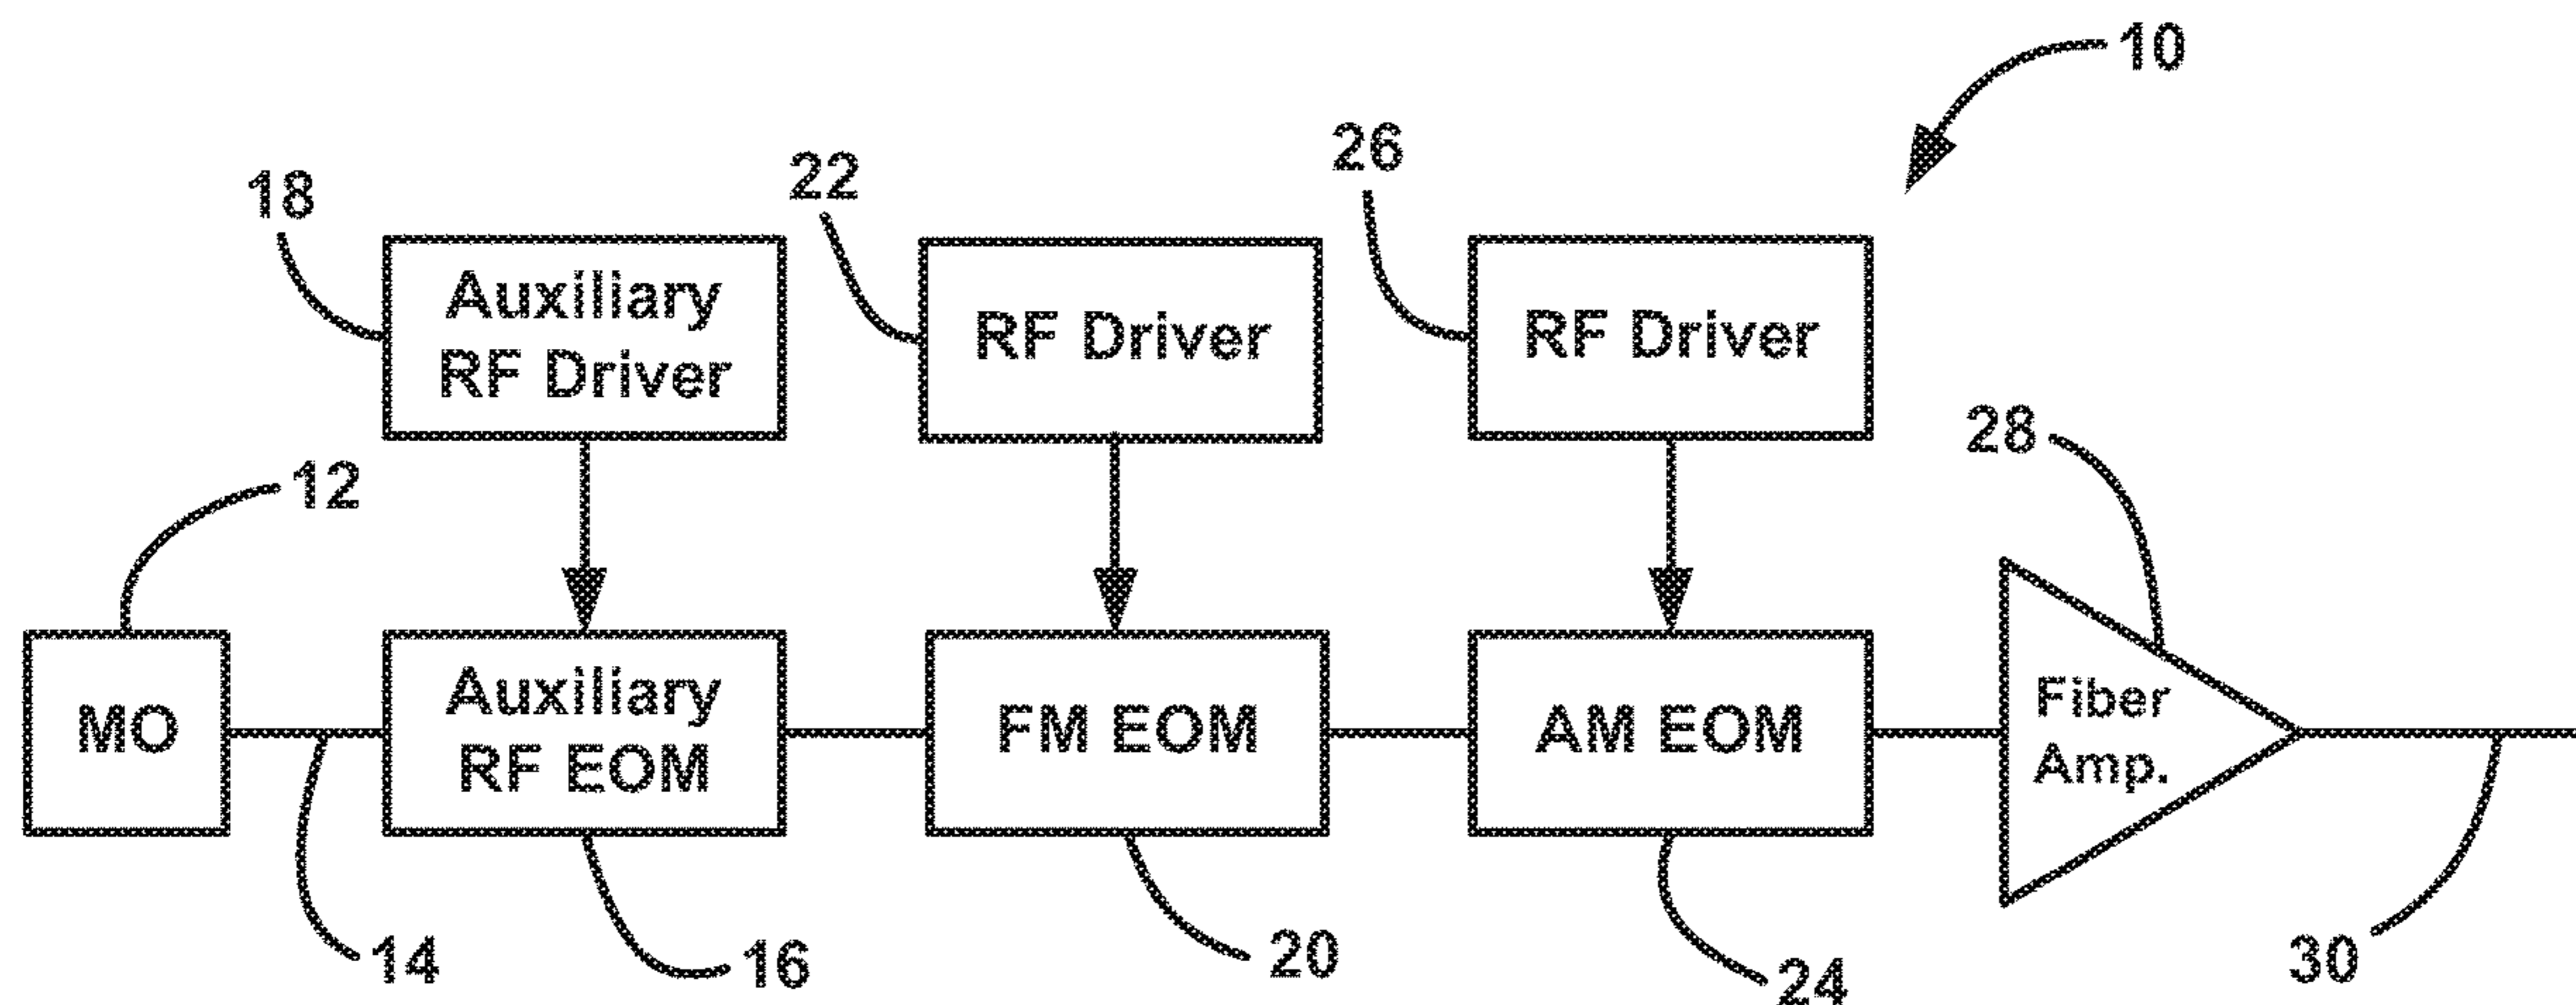 10
26
22
18
Auxiliary
RF Driver
RF Driver
RF Driver
28
12
MO
Auxiliary
RF EOM
FM EOM
AM EOM
Fiber
Amp.
14
16
20
24
30